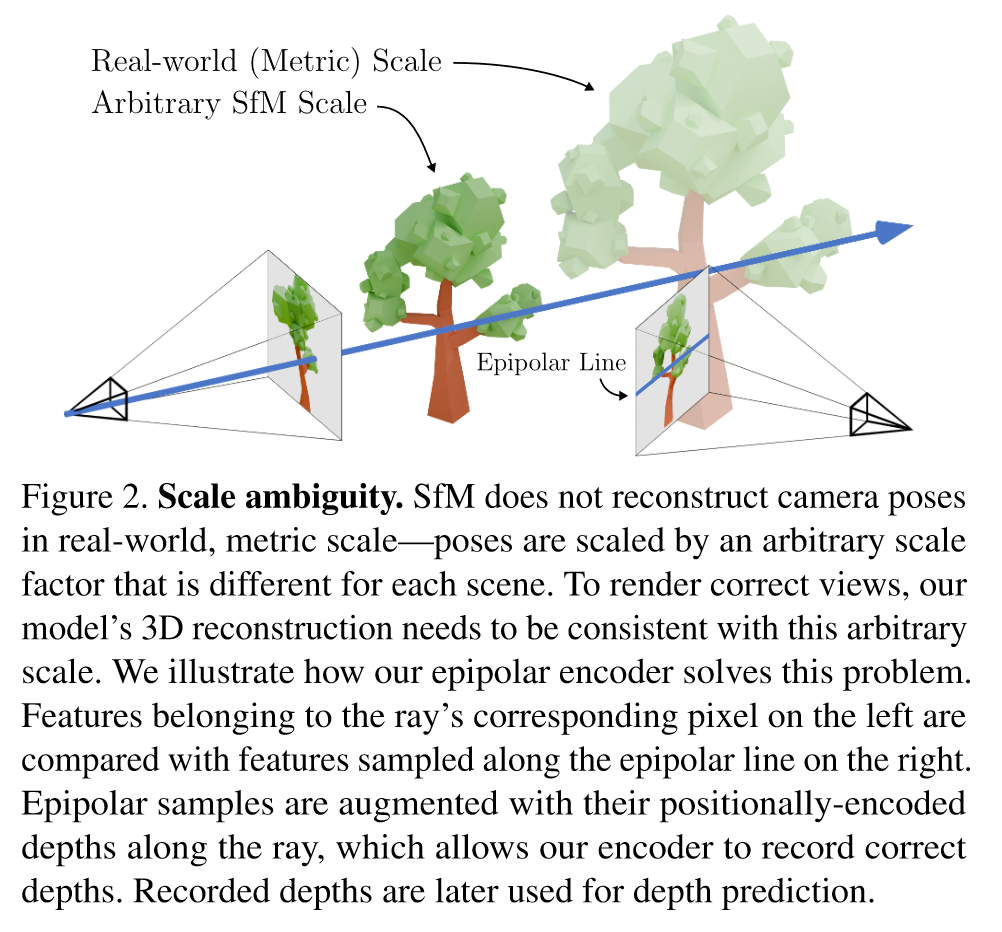 Real-world (Metric) Scale
Arbitrary SfM Scale
Epipolar Line
Figure 2. Scale ambiguity. SfM does not reconstruct camera poses
in real-world, metric scale—poses are scaled by an arbitrary scale
factor that is different for each scene. To render correct views, our
model's 3D reconstruction needs to be consistent with this arbitrary
scale. We illustrate how our epipolar encoder solves this problem.
Features belonging to the ray's corresponding pixel on the left are
compared with features sampled along the epipolar line on the right.
Epipolar samples are augmented with their positionally-encoded
depths along the ray, which allows our encoder to record correct
depths. Recorded depths are later used for depth prediction.